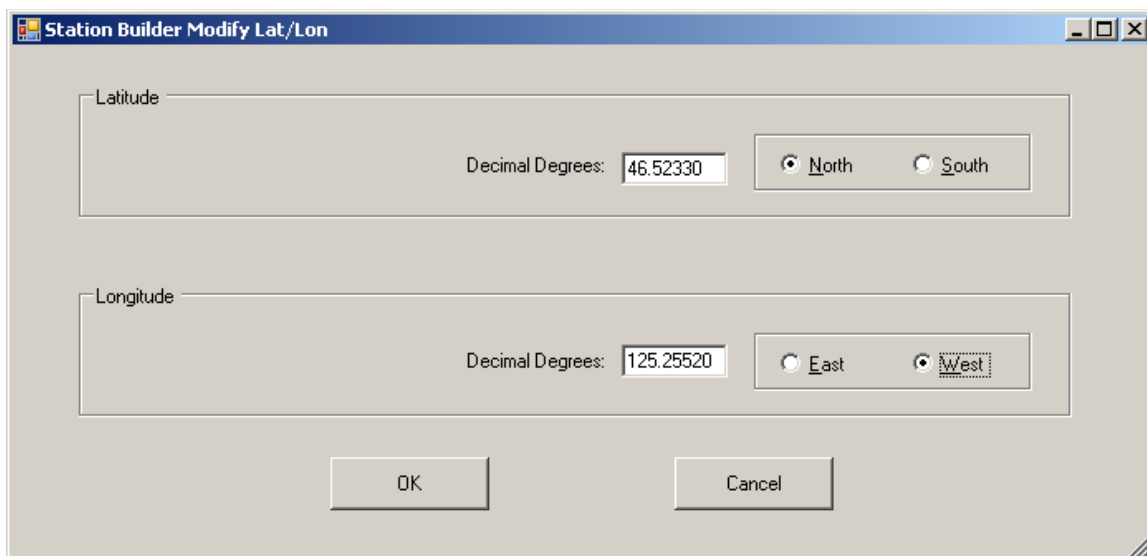 Station Builder Modify Lat/Lon
Latitude
Decimal Degrees: 46.52330 North South
Longitude
Decimal Degrees: 125.25520 East West
OK Cancel